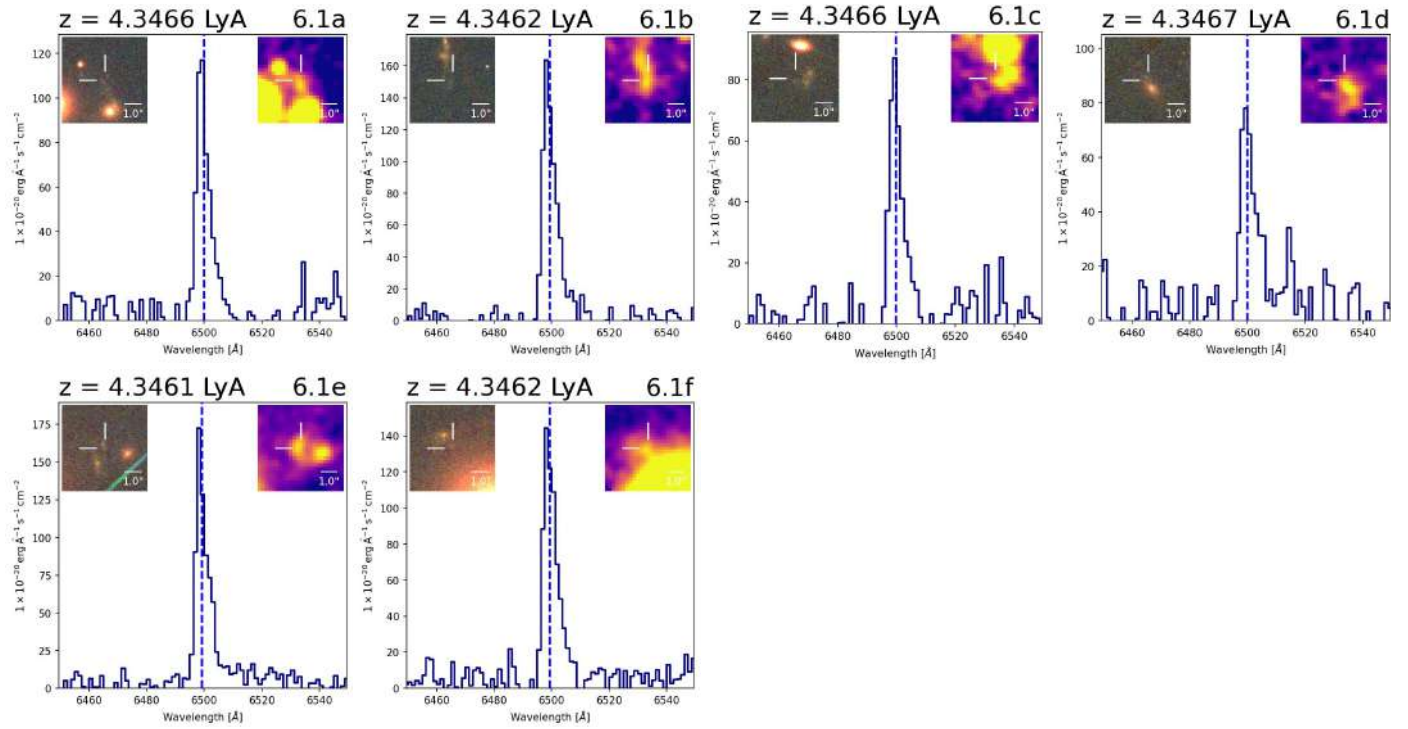 z = 4.3466 LyA 6.1a
1.0"
1.0"
120
100
80
60
40
20
0
1 × 10⁻²⁰ erg Å⁻¹ s⁻¹ cm⁻²
6460 6480 6500 6520 6540
Wavelength [Å]
z = 4.3462 LyA 6.1b
1.0"
1.0"
160
140
120
100
80
60
40
20
0
1 × 10⁻²⁰ erg Å⁻¹ s⁻¹ cm⁻²
6460 6480 6500 6520 6540
Wavelength [Å]
z = 4.3466 LyA 6.1c
1.0"
1.0"
80
60
40
20
0
1 × 10⁻²⁰ erg Å⁻¹ s⁻¹ cm⁻²
6460 6480 6500 6520 6540
Wavelength [Å]
z = 4.3467 LyA 6.1d
1.0"
1.0"
100
80
60
40
20
0
1 × 10⁻²⁰ erg Å⁻¹ s⁻¹ cm⁻²
6460 6480 6500 6520 6540
Wavelength [Å]
z = 4.3461 LyA 6.1e
1.0"
1.0"
175
150
125
100
75
50
25
0
1 × 10⁻²⁰ erg Å⁻¹ s⁻¹ cm⁻²
6460 6480 6500 6520 6540
Wavelength [Å]
z = 4.3462 LyA 6.1f
1.0"
1.0"
140
120
100
80
60
40
20
0
1 × 10⁻²⁰ erg Å⁻¹ s⁻¹ cm⁻²
6460 6480 6500 6520 6540
Wavelength [Å]